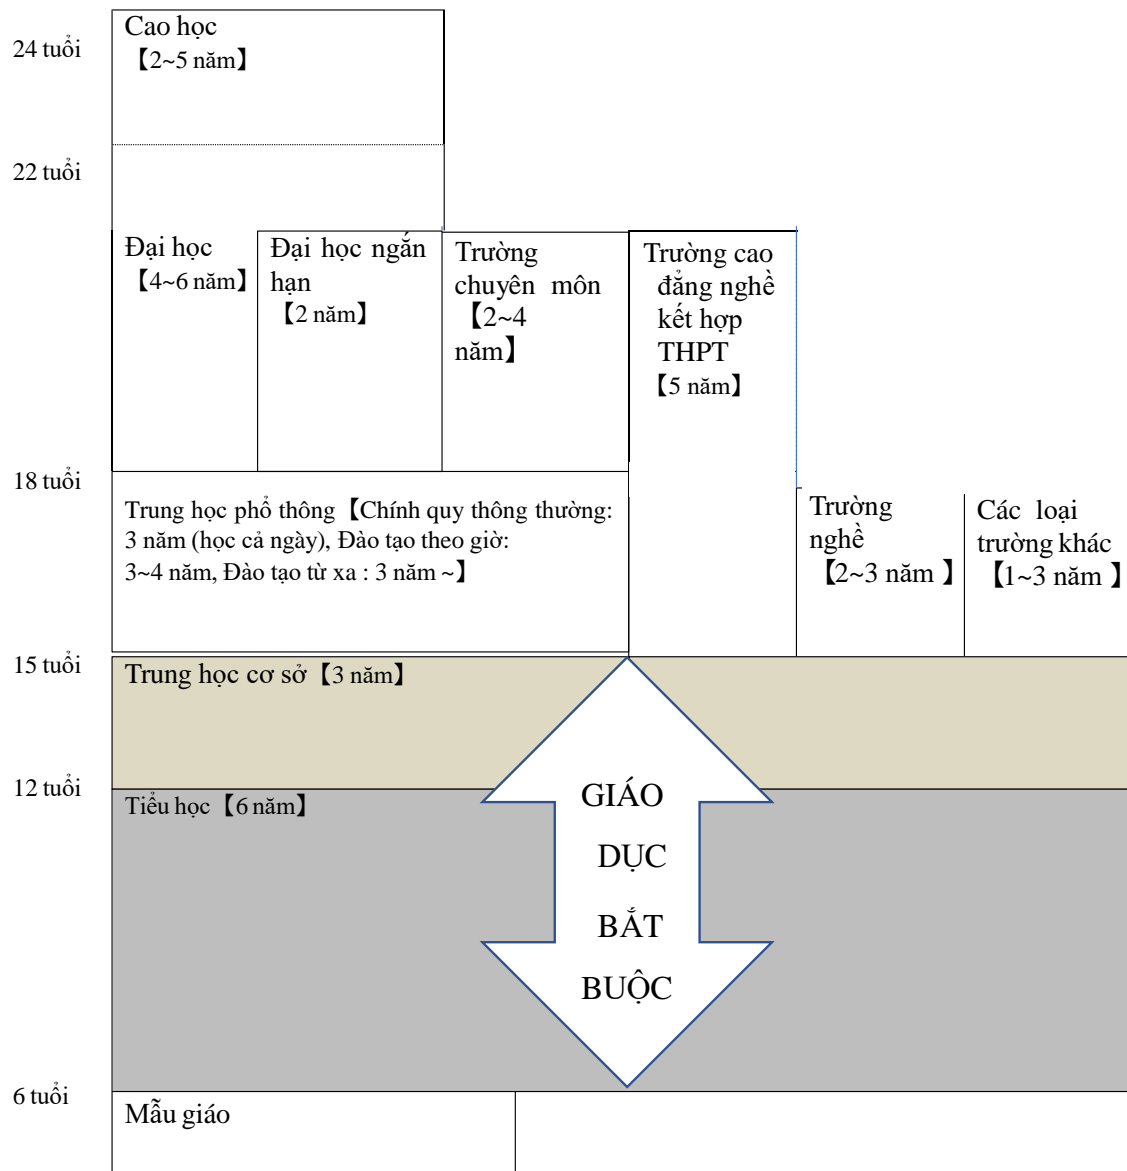 24 tuổi
Cao học
【2~5 năm】
22 tuổi
Đại học
【4~6 năm】
Đại học ngắn
hạn
【2 năm】
Trường
chuyên môn
【2~4
năm】
Trường cao
đẳng nghề
kết hợp
THPT
【5 năm】
18 tuổi
Trung học phổ thông【Chính quy thông thường:
3 năm (học cả ngày), Đào tạo theo giờ:
3~4 năm, Đào tạo từ xa : 3 năm ~】
Trường
nghề
【2~3 năm 】
Các loại
trường khác
【1~3 năm 】
15 tuổi
Trung học cơ sở【3 năm】
12 tuổi
Tiểu học【6 năm】
GIÁO
DỤC
BẮT
BUỘC
6 tuổi
Mẫu giáo